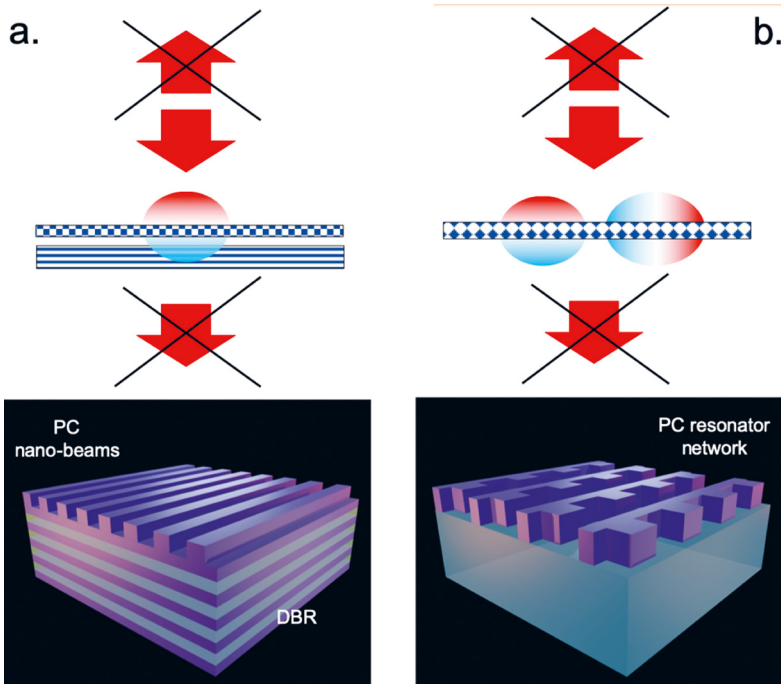 a.
b.
PC
nano-beams
PC resonator
network
DBR